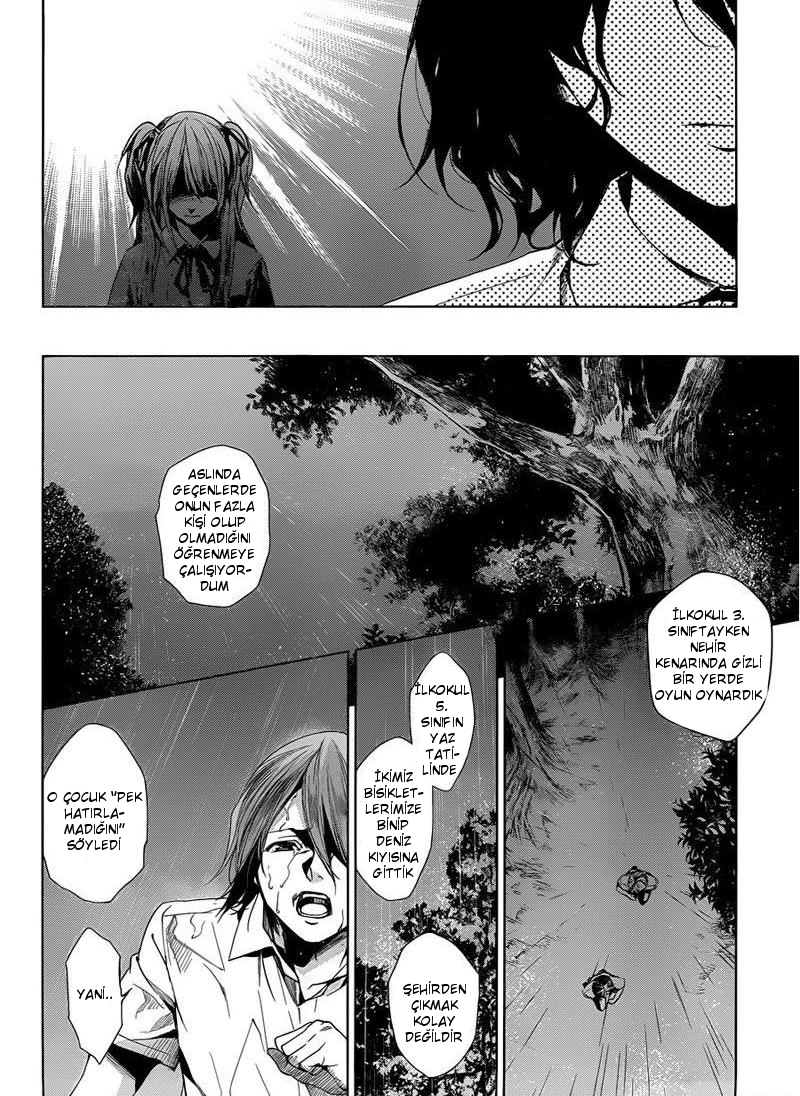 ASLINDA
GEÇENLERDE
ONUN FAZLA
KİŞİ OLUP
OLMADIĞINI
ÖĞRENMEYE
ÇALIŞIYOR-
DUM
İLKOKUL 3.
SINIFTAYKEN
NEHİR
KENARINDA GİZLİ
BİR YERDE
OYUN OYNARDIK
İLKOKUL
5.
SINIFIN
YAZ
TATİ-
LİNDE
İKİMİZ
BİSİKLET-
LERİMİZE
BİNİP
DENİZ
KIYISINA
GİTTİK
ŞEHİRDEN
ÇIKMAK
KOLAY
DEĞİLDİR
O ÇOCUK "PEK
HATIRLA-
MADIĞINI"
SÖYLEDİ
YANİ..